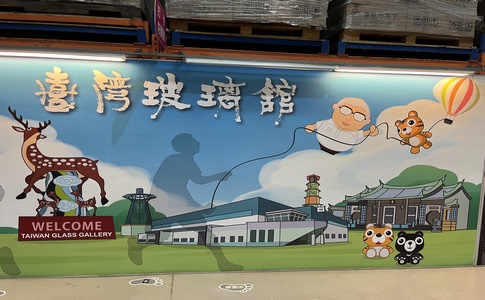 臺灣玻璃館
WELCOME
TAIWAN GLASS GALLERY